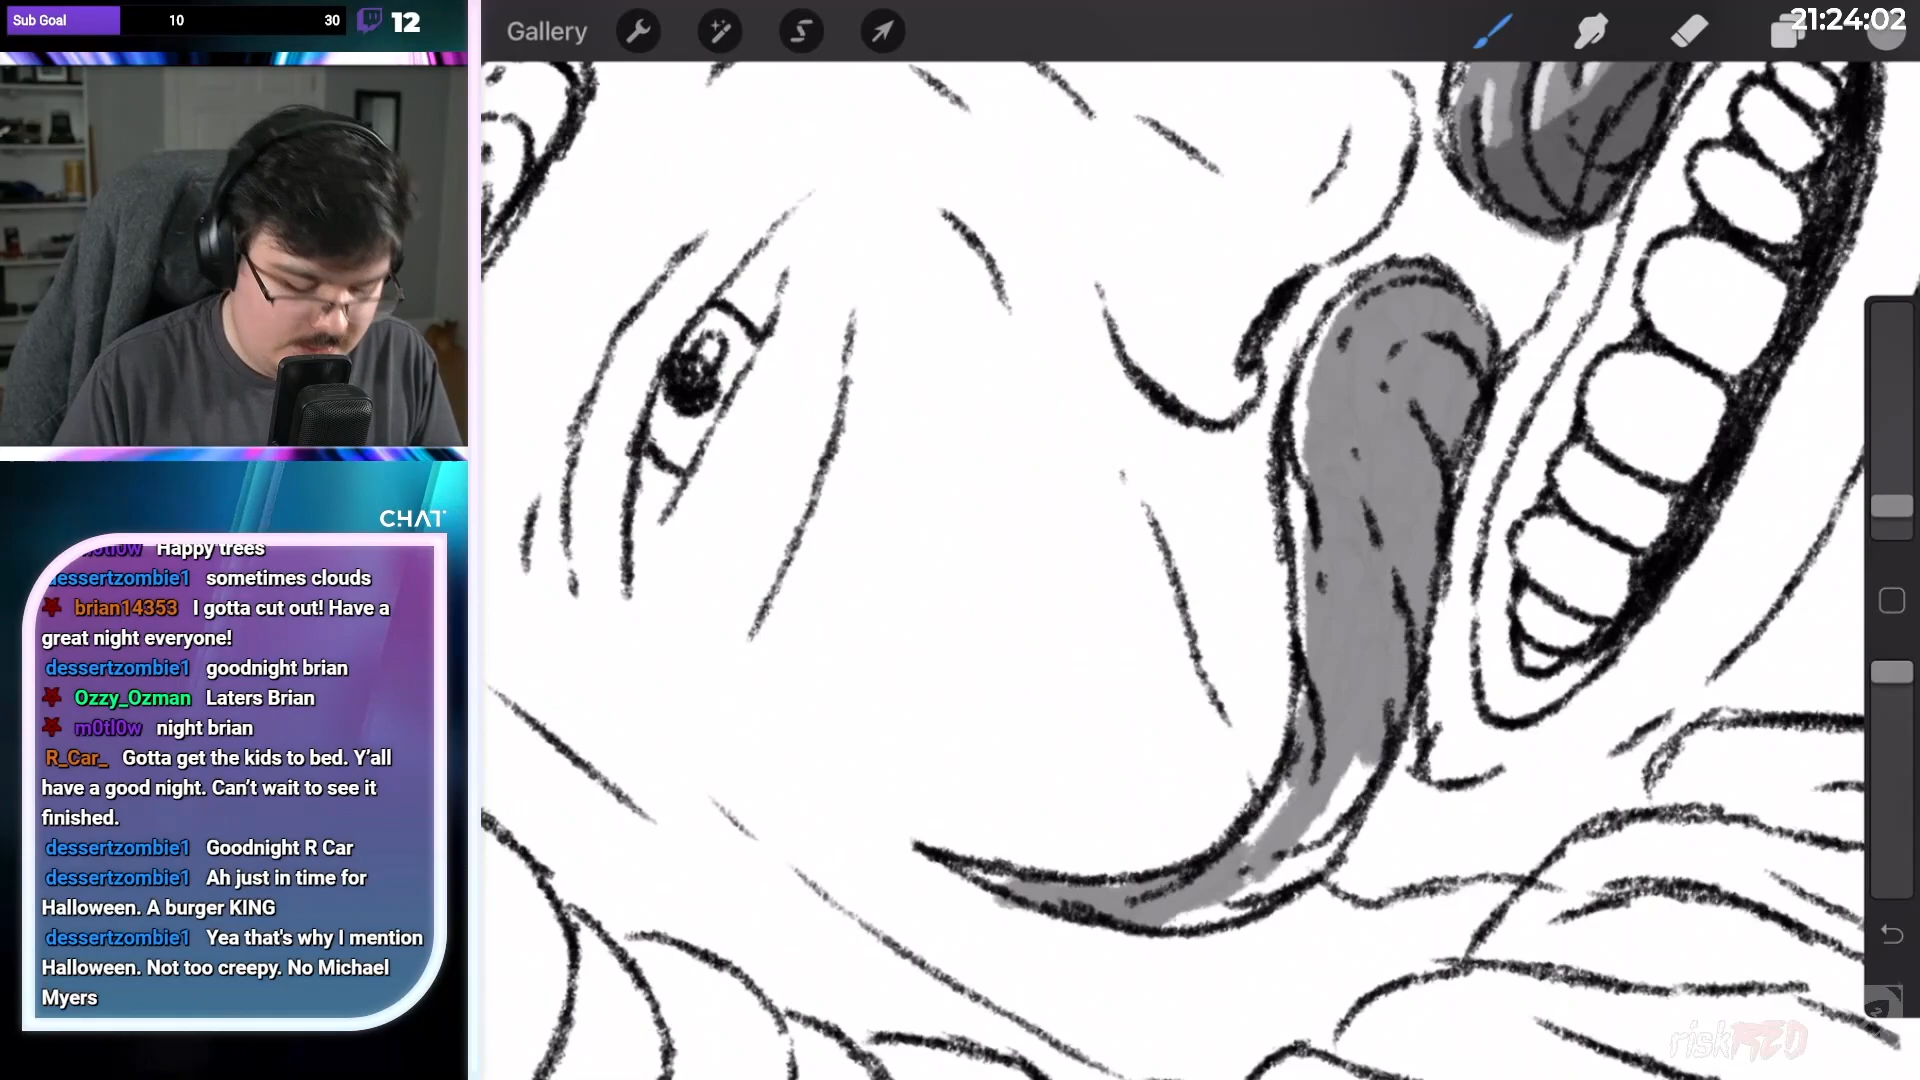 Sub Goal 10 30 12
Gallery
21:24:02
CHAT
m0tl0w Happy trees
dessertzombie1 sometimes clouds
brian14353 I gotta cut out! Have a
great night everyone!
dessertzombie1 goodnight brian
Ozzy_Ozman Laters Brian
m0tl0w night brian
R_Car_ Gotta get the kids to bed. Y'all
have a good night. Can't wait to see it
finished.
dessertzombie1 Goodnight R Car
dessertzombie1 Ah just in time for
Halloween. A burger KING
dessertzombie1 Yea that's why I mention
Halloween. Not too creepy. No Michael
Myers
riskRED